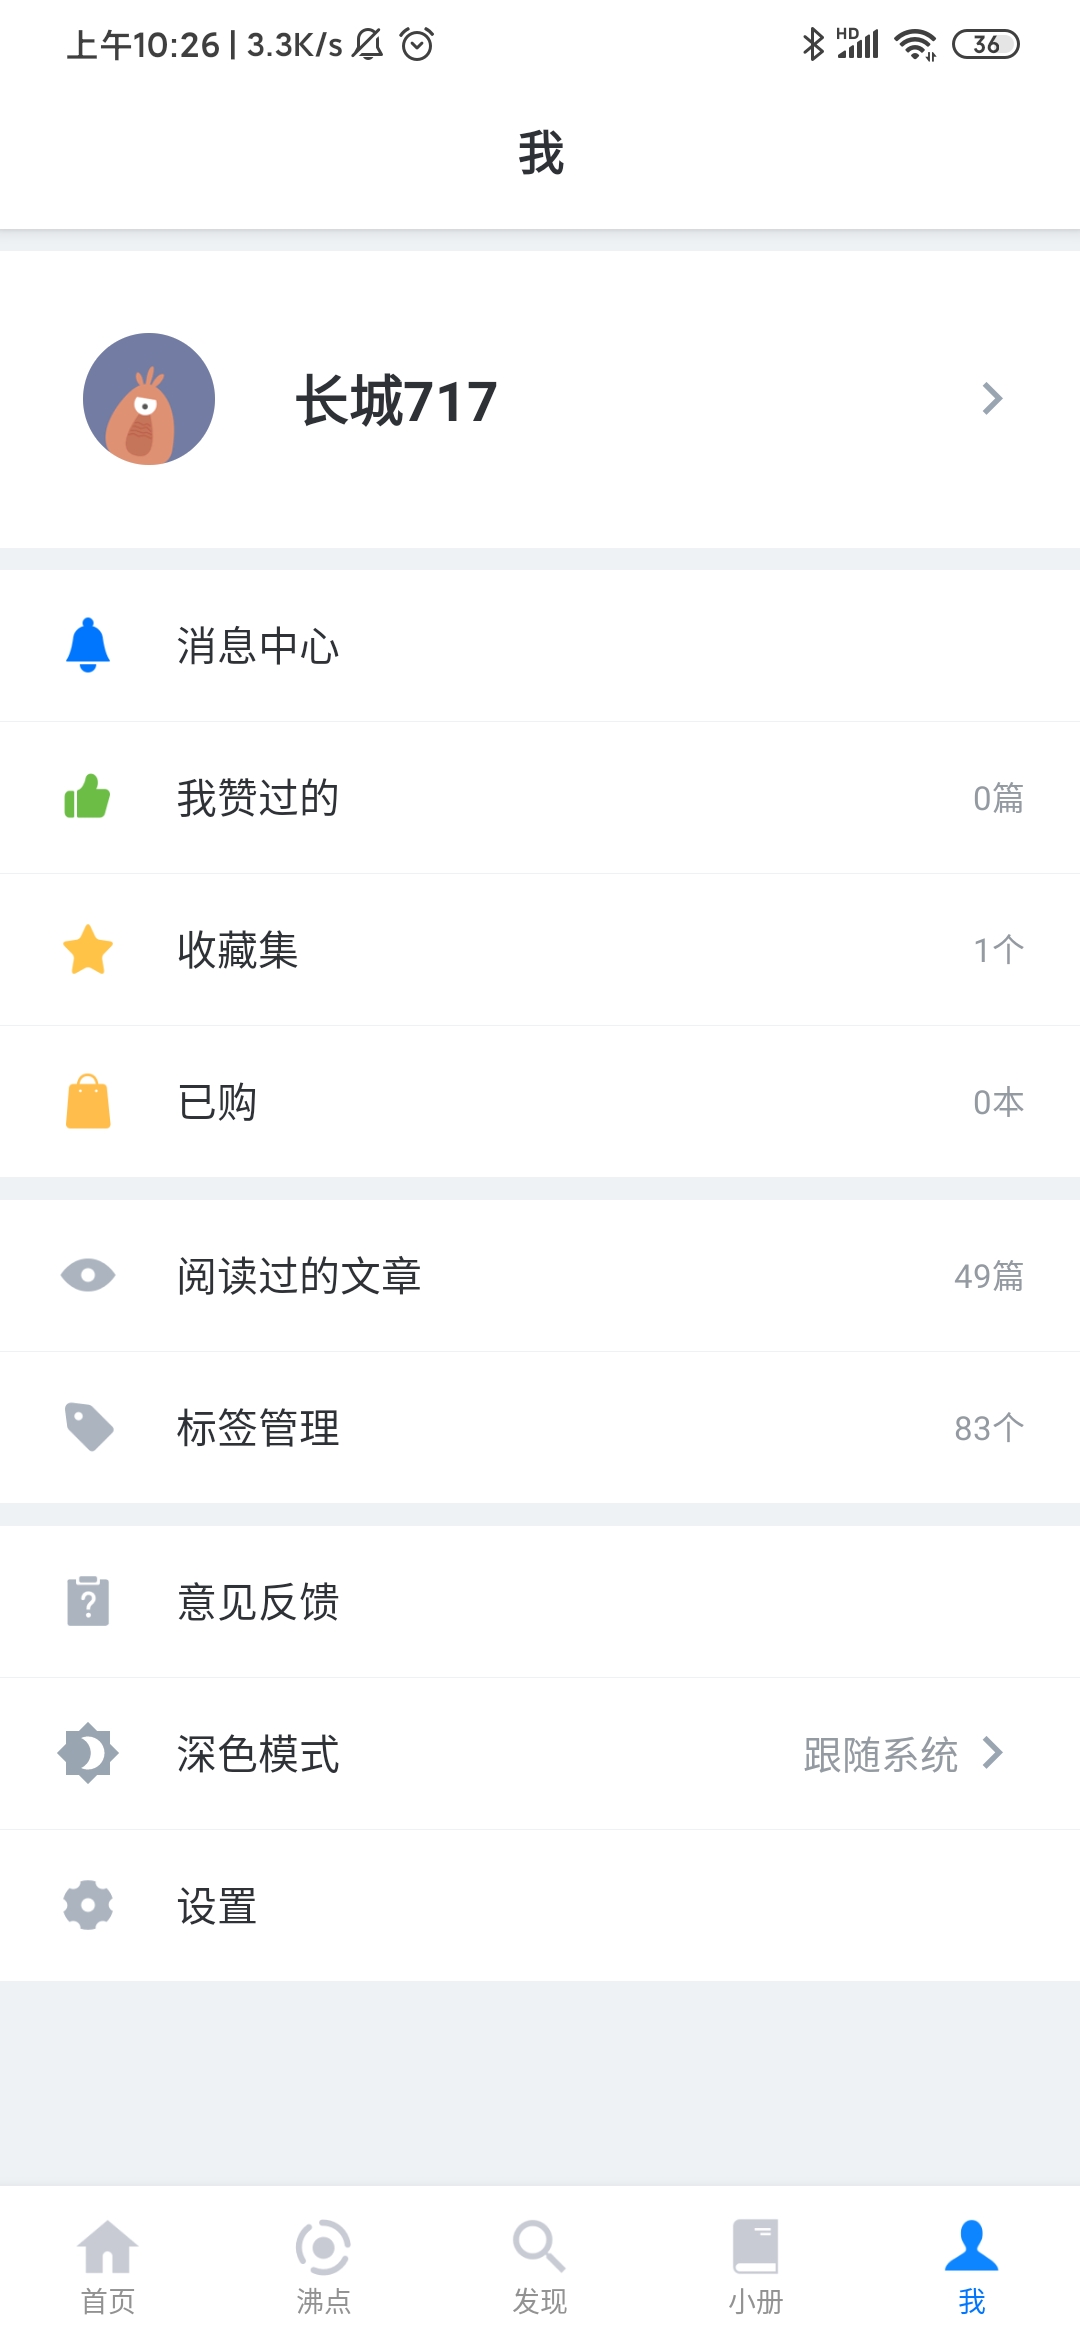 上午10:26 | 3.3K/s HD 36
我
长城717
消息中心
我赞过的 0篇
收藏集 1个
已购 0本
阅读过的文章 49篇
标签管理 83个
意见反馈
深色模式 跟随系统
设置
首页 沸点 发现 小册 我